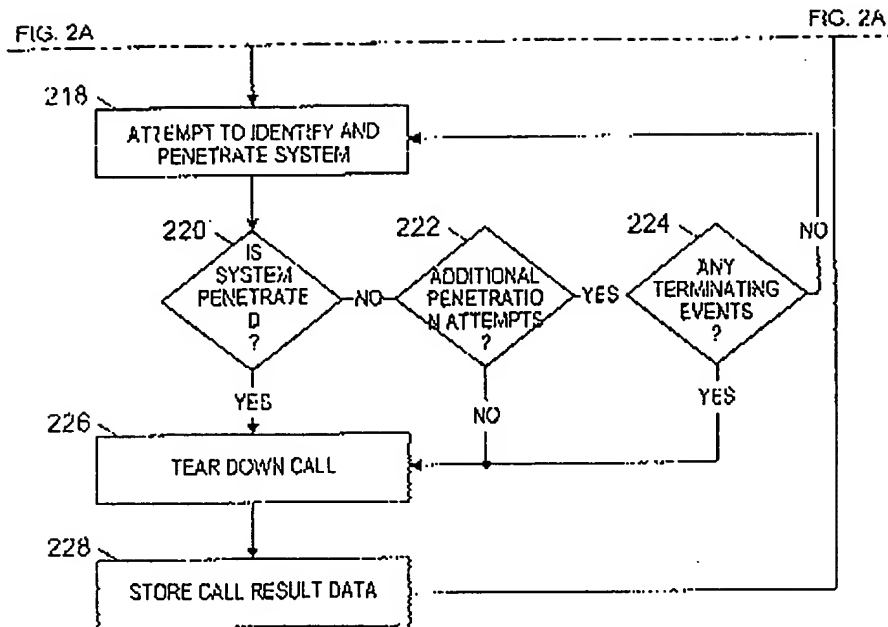 FIG. 2A
FIG. 2A
218
ATTEMPT TO IDENTIFY AND
PENETRATE SYSTEM
220
IS
SYSTEM
PENETRATE
D
?
NO
222
ADDITIONAL
PENETRATIO
N ATTEMPTS
?
YES
224
ANY
TERMINATING
EVENTS
?
NO
YES
NO
YES
226
TEAR DOWN CALL
228
STORE CALL RESULT DATA